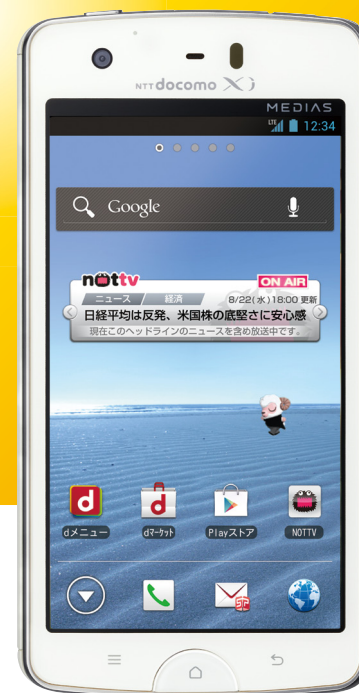 NTT docomo Xi
MEDIAS
LTE 12:34
Google
nottv ON AIR
ニュース 経済 8/22(水)18:00 更新
日経平均は反発、米国株の底堅さに安心感
現在このヘッドラインのニュースを含め放送中です。
d d
dメニュー dマーケット Playストア NOTTV